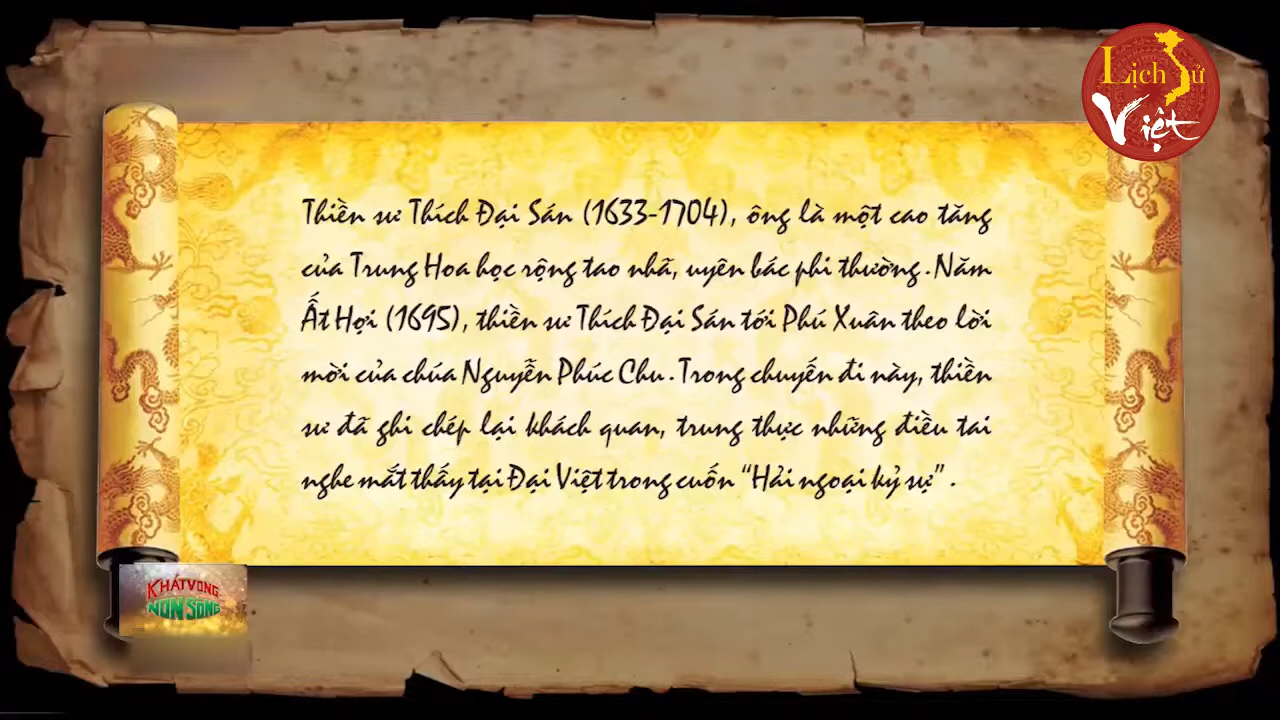 Lịch Sử
Việt
Thiền sư Thích Đại Sán (1633-1704), ông là một cao tăng
của Trung Hoa học rộng tao nhã, uyên bác phi thường. Năm
Ất Hợi (1695), thiền sư Thích Đại Sán tới Phú Xuân theo lời
mời của chúa Nguyễn Phúc Chu. Trong chuyến đi này, thiền
sư đã ghi chép lại khách quan, trung thực những điều tai
nghe mắt thấy tại Đại Việt trong cuốn “Hải ngoại kỷ sự”.
KHÁT VỌNG
NON SÔNG